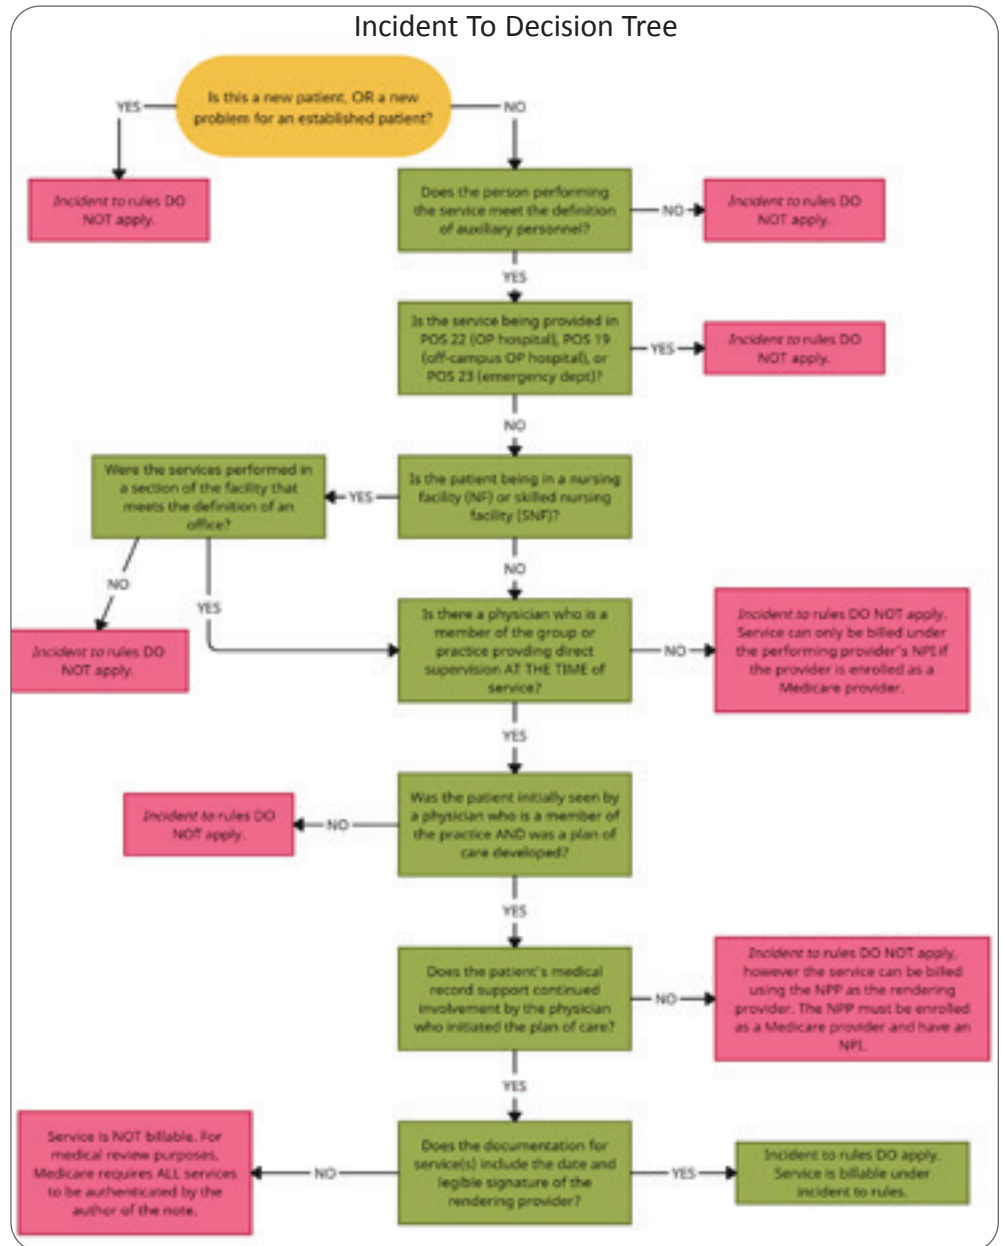 Incident To Decision Tree
Is this a new patient, OR a new
problem for an established patient?
YES
NO
Incident to rules DO
NOT apply.
Does the person performing
the service meet the definition
of auxiliary personnel?
NO
Incident to rules DO
NOT apply.
YES
Is the service being provided in
POS 22 (OP hospital), POS 19
(off-campus OP hospital), or
POS 23 (emergency dept)?
YES
Incident to rules DO
NOT apply.
NO
Were the services performed in
a section of the facility that
meets the definition of an
office?
YES
Is the patient being in a nursing
facility (NF) or skilled nursing
facility (SNF)?
NO
NO
YES
Incident to rules DO
NOT apply.
Is there a physician who is a
member of the group or
practice provding direct
supervision AT THE TIME of
service?
NO
Incident to rules DO NOT apply.
Service can only be billed under
the performing provider's NPI if
the provider is enrolled as a
Medicare provider.
YES
Incident to rules DO
NOT apply.
NO
Was the patient initially seen by
a physician who is a member of
the practice AND was a plan of
care developed?
YES
Does the patient's medical
record support continued
involvement by the physician
who initiated the plan of care?
NO
Incident to rules DO NOT apply,
however the service can be billed
using the NPP as the rendering
provider. The NPP must be enrolled
as a Medicare provider and have an
NPI.
YES
Service is NOT billable. For
medical review purposes,
Medicare requires ALL services
to be authenticated by the
author of the note.
NO
Does the documentation for
service(s) include the date and
legible signature of the
rendering provider?
YES
Incident to rules DO apply.
Service is billable under
incident to rules.